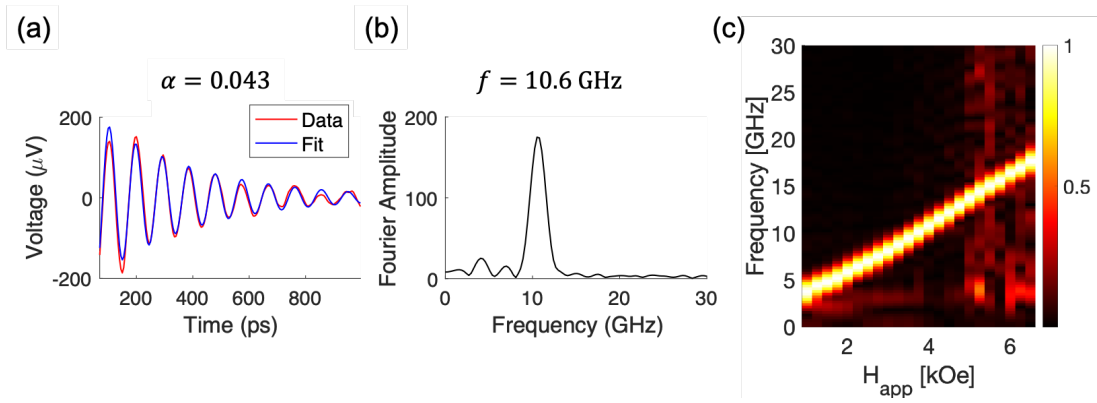 (a)
α = 0.043
Data
Fit
200
0
-200
Voltage (μV)
200
400
600
800
Time (ps)
(b)
f = 10.6 GHz
200
100
0
Fourier Amplitude
0
10
20
30
Frequency (GHz)
(c)
30
25
20
15
10
5
0
Frequency [GHz]
2
4
6
H_app [kOe]
1
0.5